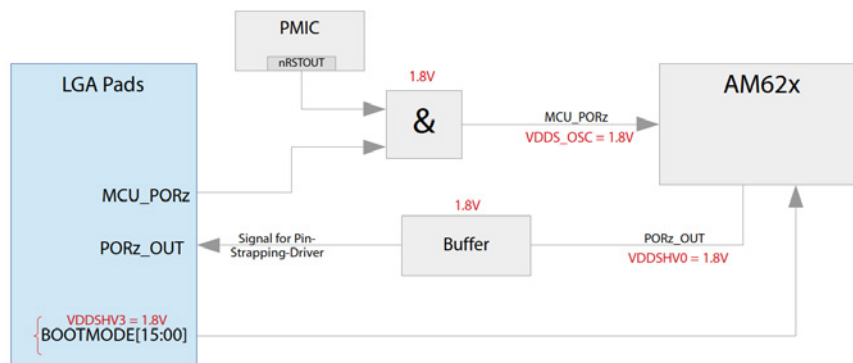 PMIC
nRSTOUT
LGA Pads
1.8V
&
MCU_PORz
VDDS_OSC = 1.8V
AM62x
MCU_PORz
1.8V
PORz_OUT
Signal for Pin-
Strapping-Driver
Buffer
PORz_OUT
VDDSHV0 = 1.8V
VDDSHV3 = 1.8V
BOOTMODE[15:00]